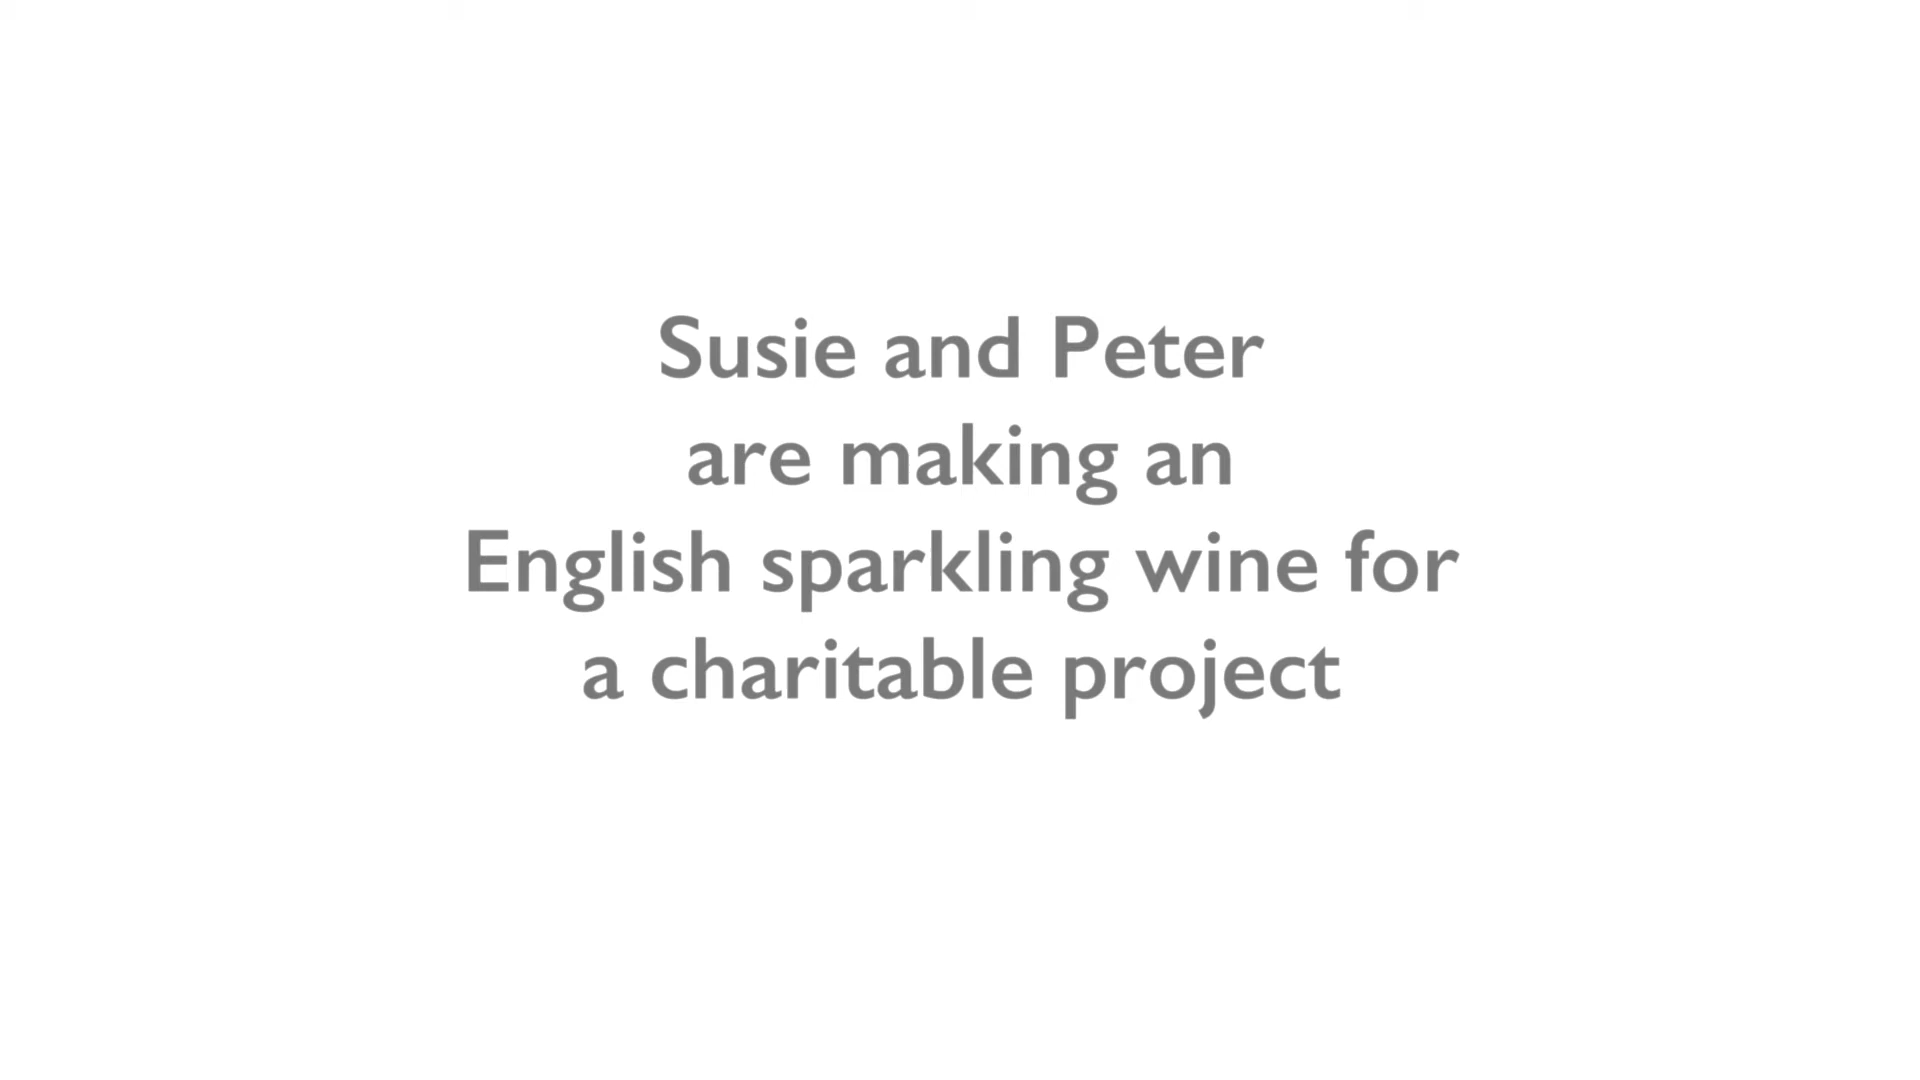 Susie and Peter
are making an
English sparkling wine for
a charitable project